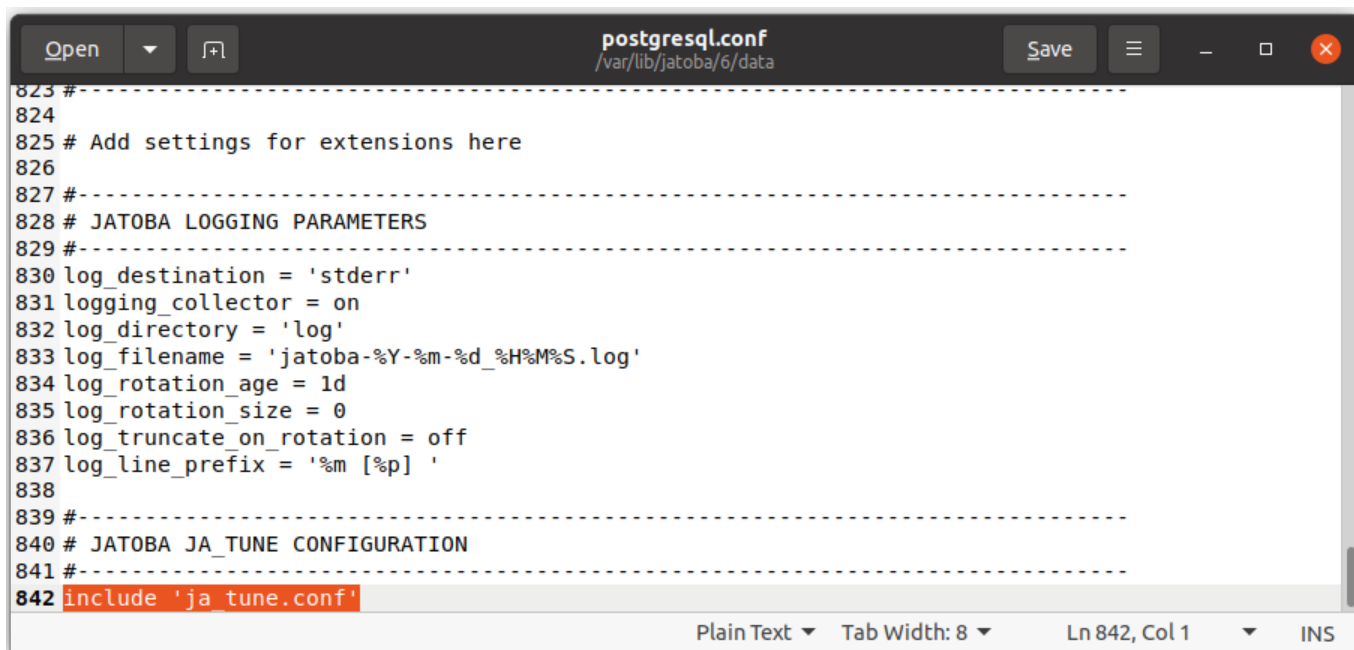 Open
postgresql.conf
/var/lib/jatoba/6/data
Save
823 #------------------------------------------------------------------------------
824
825 # Add settings for extensions here
826
827 #------------------------------------------------------------------------------
828 # JATOBA LOGGING PARAMETERS
829 #------------------------------------------------------------------------------
830 log_destination = 'stderr'
831 logging_collector = on
832 log_directory = 'log'
833 log_filename = 'jatoba-%Y-%m-%d_%H%M%S.log'
834 log_rotation_age = 1d
835 log_rotation_size = 0
836 log_truncate_on_rotation = off
837 log_line_prefix = '%m [%p] '
838
839 #------------------------------------------------------------------------------
840 # JATOBA JA_TUNE CONFIGURATION
841 #------------------------------------------------------------------------------
842 include 'ja_tune.conf'
Plain Text Tab Width: 8 Ln 842, Col 1 INS